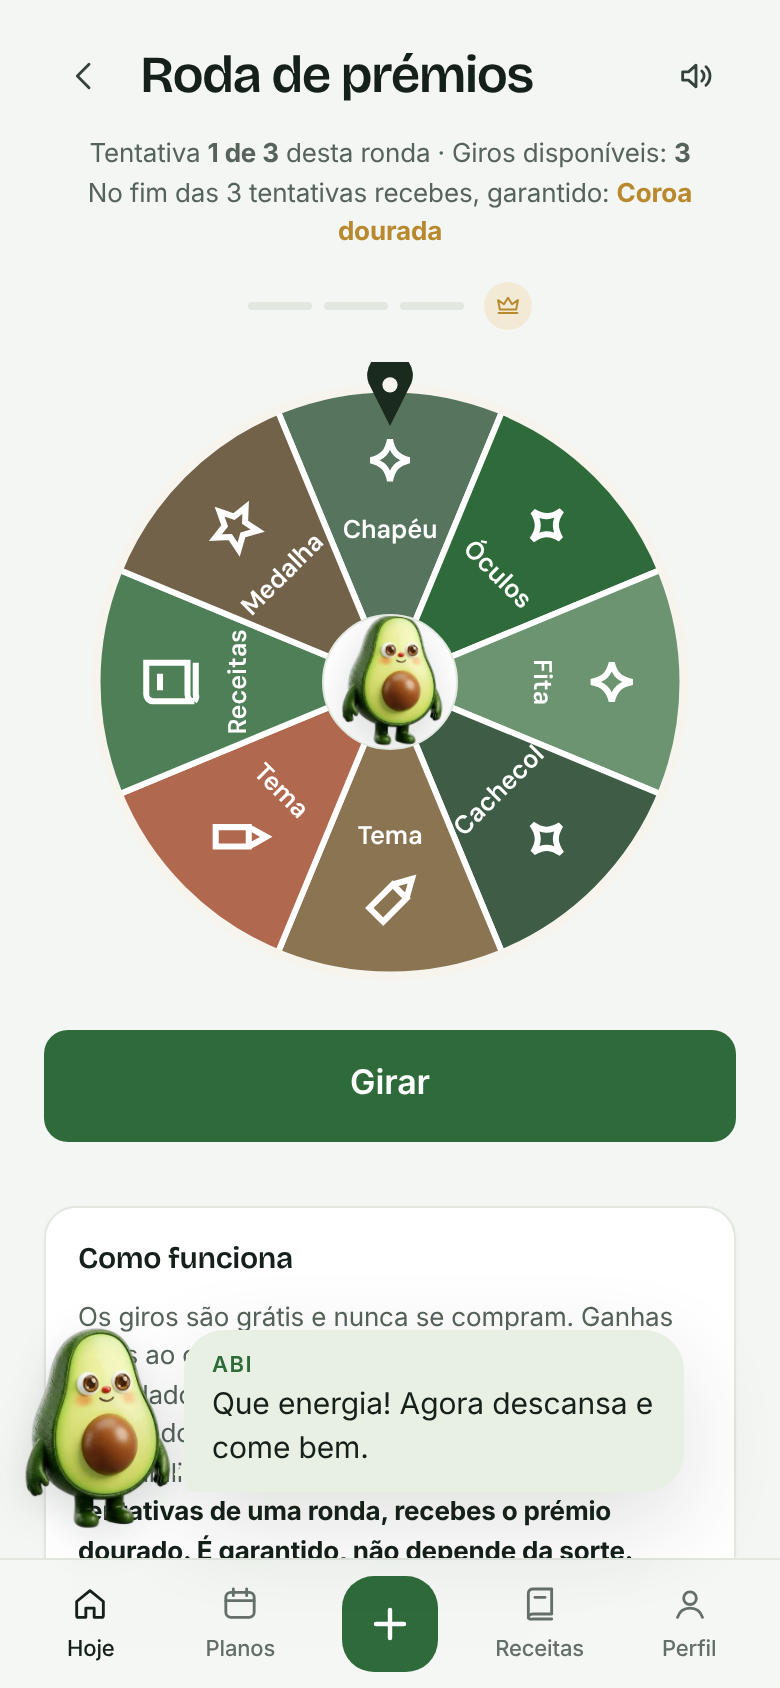 Roda de prémios
Tentativa 1 de 3 desta ronda · Giros disponíveis: 3
No fim das 3 tentativas recebes, garantido: Coroa
dourada
Chapéu
Óculos
Medalha
Receitas
Fita
Tema
Cachecol
Tema
Girar
Como funciona
Os giros são grátis e nunca se compram. Ganhas
ao
ABI
Que energia! Agora descansa e
come bem.
tentativas de uma ronda, recebes o prémio
dourado. É garantido, não depende da sorte.
Hoje
Planos
Receitas
Perfil